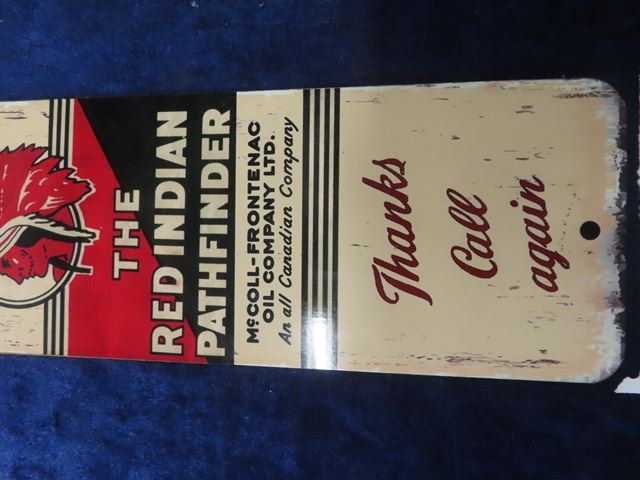 THE
RED INDIAN
PATHFINDER
McCOLL-FRONTENAC
OIL COMPANY LTD.
An all Canadian Company
Thanks
Call
again